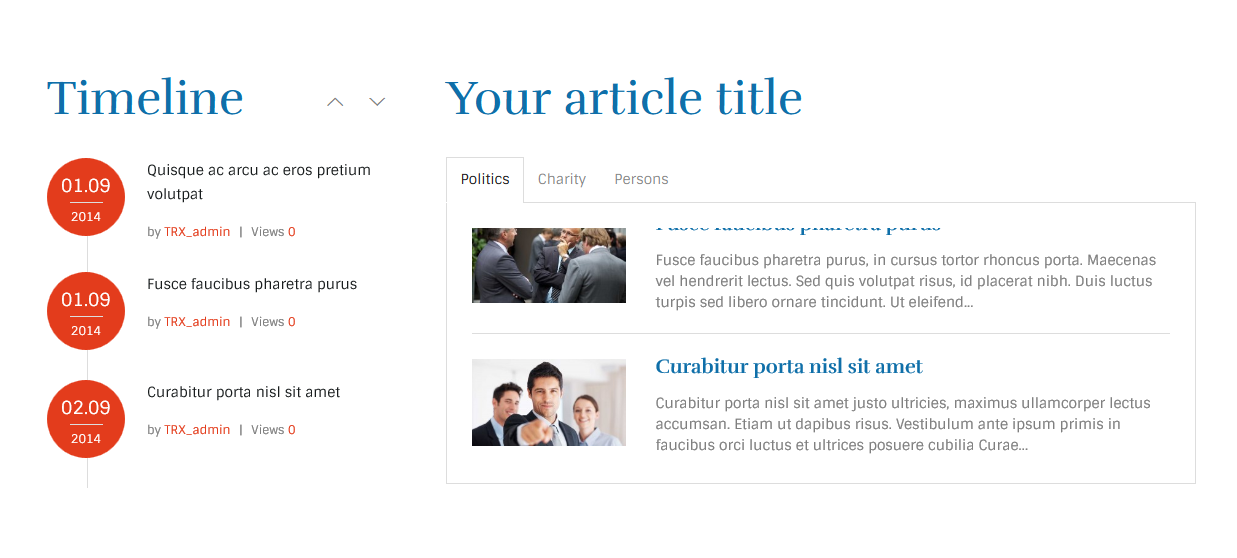 Timeline
01.09
2014
Quisque ac arcu ac eros pretium
volutpat
by TRX_admin | Views 0
01.09
2014
Fusce faucibus pharetra purus
by TRX_admin | Views 0
02.09
2014
Curabitur porta nisl sit amet
by TRX_admin | Views 0
Your article title
Politics Charity Persons
Fusce faucibus pharetra purus
Fusce faucibus pharetra purus, in cursus tortor rhoncus porta. Maecenas
vel hendrerit lectus. Sed quis volutpat risus, id placerat nibh. Duis luctus
turpis sed libero ornare tincidunt. Ut eleifend...
Curabitur porta nisl sit amet
Curabitur porta nisl sit amet justo ultricies, maximus ullamcorper lectus
accumsan. Etiam ut dapibus risus. Vestibulum ante ipsum primis in
faucibus orci luctus et ultrices posuere cubilia Curae...